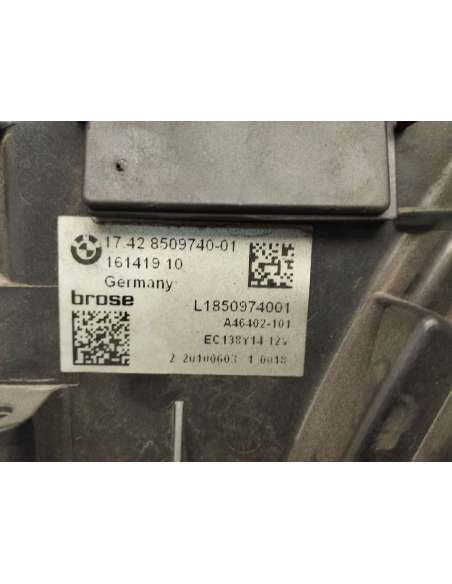 17.42 8509740-01
161419 10
Germany
brose
L1850974001
A46402-101
EC138Y14 12V
2 20100603 1 0018